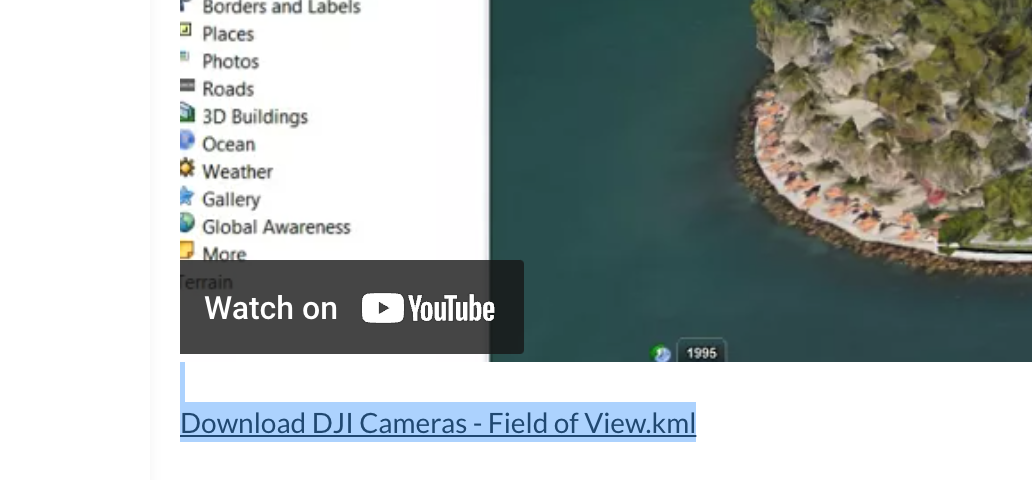 Borders and Labels
Places
Photos
Roads
3D Buildings
Ocean
Weather
Gallery
Global Awareness
More
Terrain
Watch on YouTube
1995
Download DJI Cameras - Field of View.kml